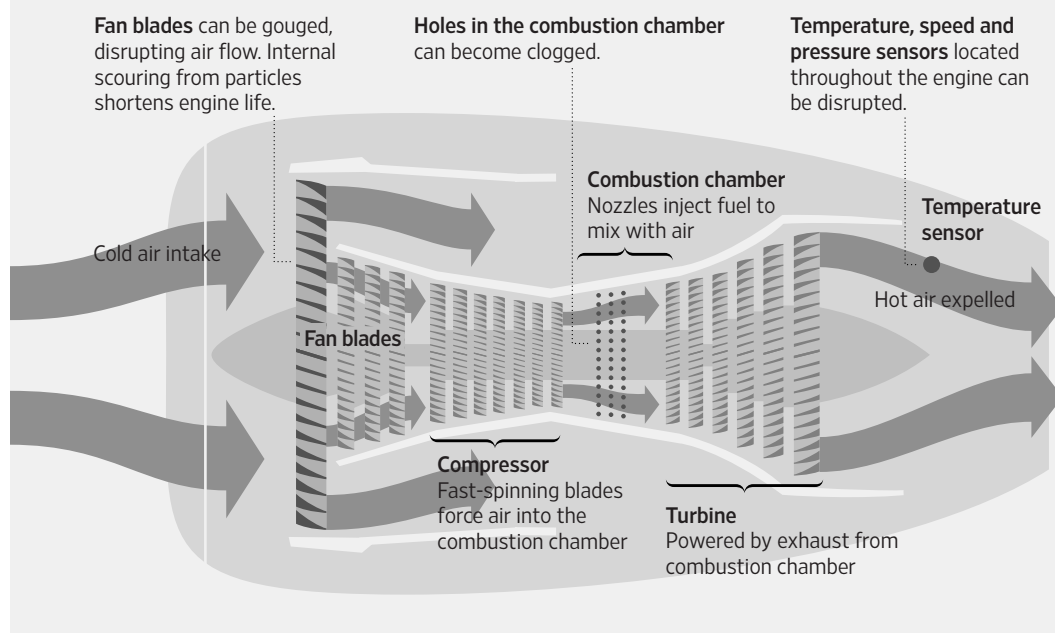 Fan blades can be gouged,
disrupting air flow. Internal
scouring from particles
shortens engine life.
Holes in the combustion chamber
can become clogged.
Temperature, speed and
pressure sensors located
throughout the engine can
be disrupted.
Combustion chamber
Nozzles inject fuel to
mix with air
Temperature
sensor
Cold air intake
Hot air expelled
Fan blades
Compressor
Fast-spinning blades
force air into the
combustion chamber
Turbine
Powered by exhaust from
combustion chamber